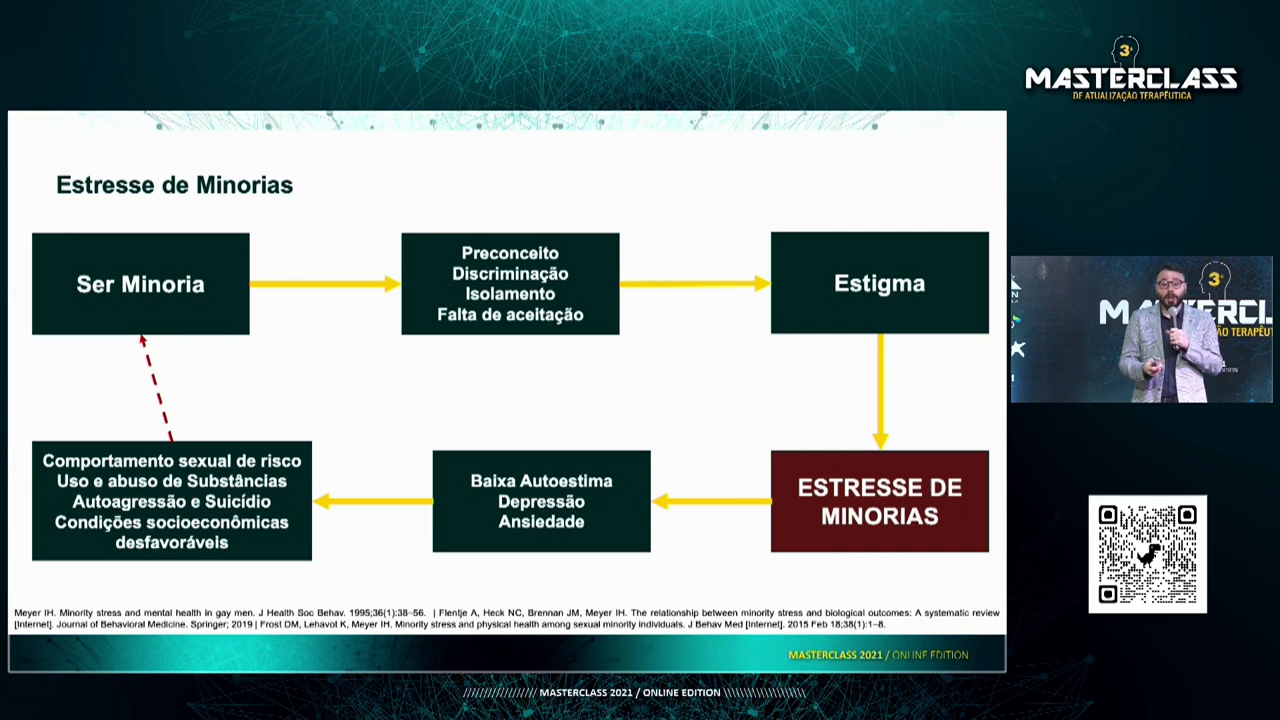 3ª
MASTERCLASS
DE ATUALIZAÇÃO TERAPÊUTICA
Estresse de Minorias
Ser Minoria
Preconceito
Discriminação
Isolamento
Falta de aceitação
Estigma
ESTRESSE DE
MINORIAS
Baixa Autoestima
Depressão
Ansiedade
Comportamento sexual de risco
Uso e abuso de Substâncias
Autoagressão e Suicídio
Condições socioeconômicas
desfavoráveis
Meyer IH. Minority stress and mental health in gay men. J Health Soc Behav. 1995;36(1):38–56. | Flentje A, Heck NC, Brennan JM, Meyer IH. The relationship between minority stress and biological outcomes: A systematic review
[Internet]. Journal of Behavioral Medicine. Springer; 2019 | Frost DM, Lehavot K, Meyer IH. Minority stress and physical health among sexual minority individuals. J Behav Med [Internet]. 2015 Feb 18;38(1):1–8.
MASTERCLASS 2021 / ONLINE EDITION
3ª
////////////////// MASTERCLASS 2021 / ONLINE EDITION \\\\\\\\\\\\\\\\\\\\